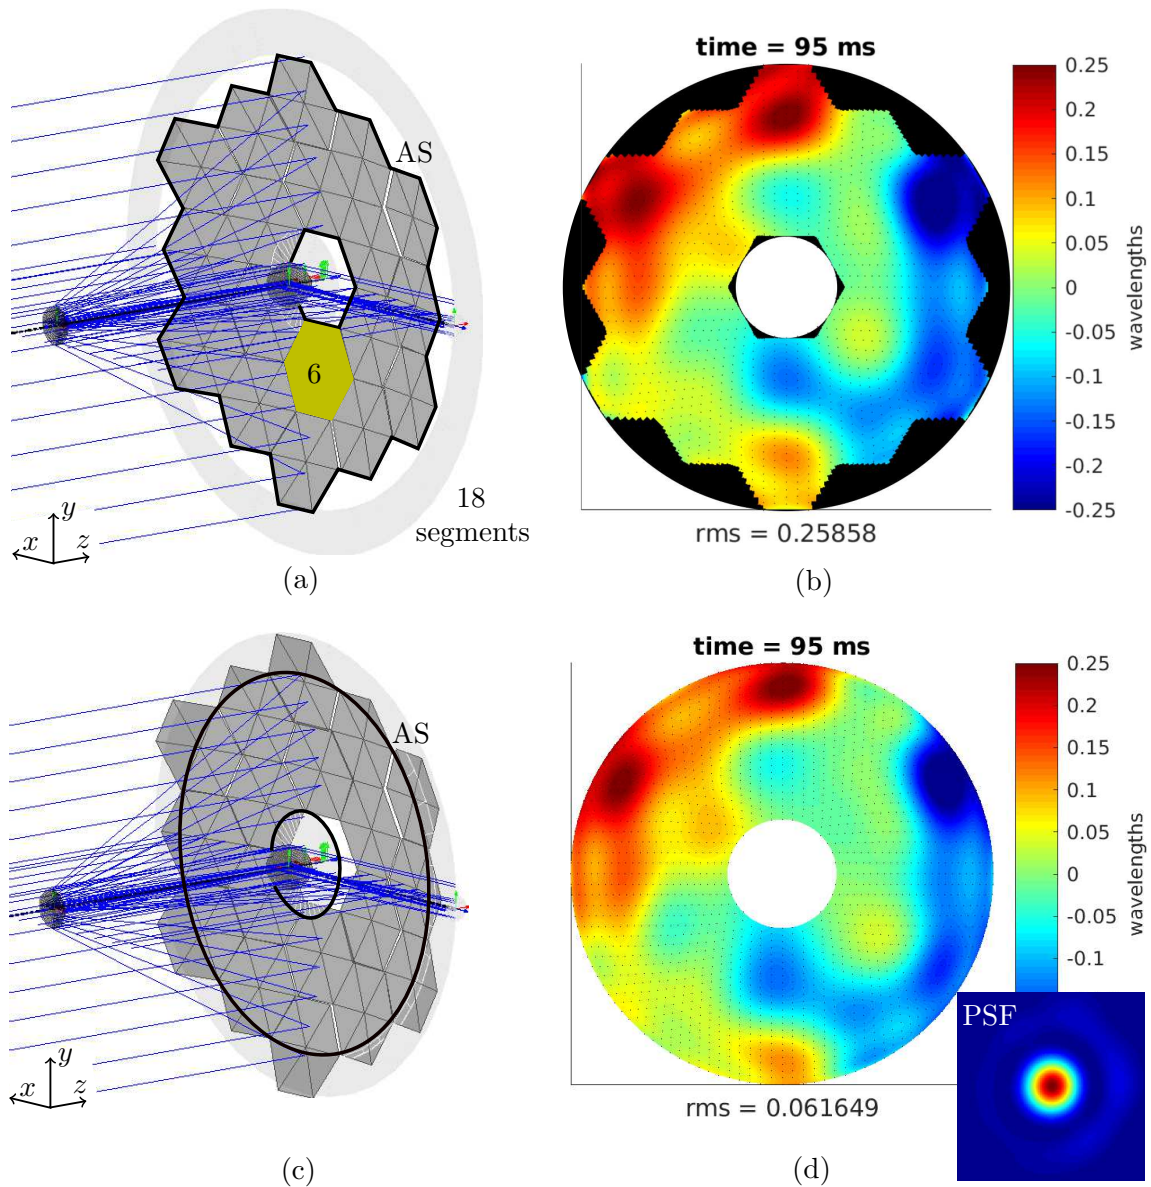 AS
6
18
segments
y
x
z
(a)
time = 95 ms
0.25
0.2
0.15
0.1
0.05
0
-0.05
-0.1
-0.15
-0.2
-0.25
wavelengths
rms = 0.25858
(b)
AS
y
x
z
(c)
time = 95 ms
0.25
0.2
0.15
0.1
0.05
0
-0.05
-0.1
wavelengths
PSF
rms = 0.061649
(d)